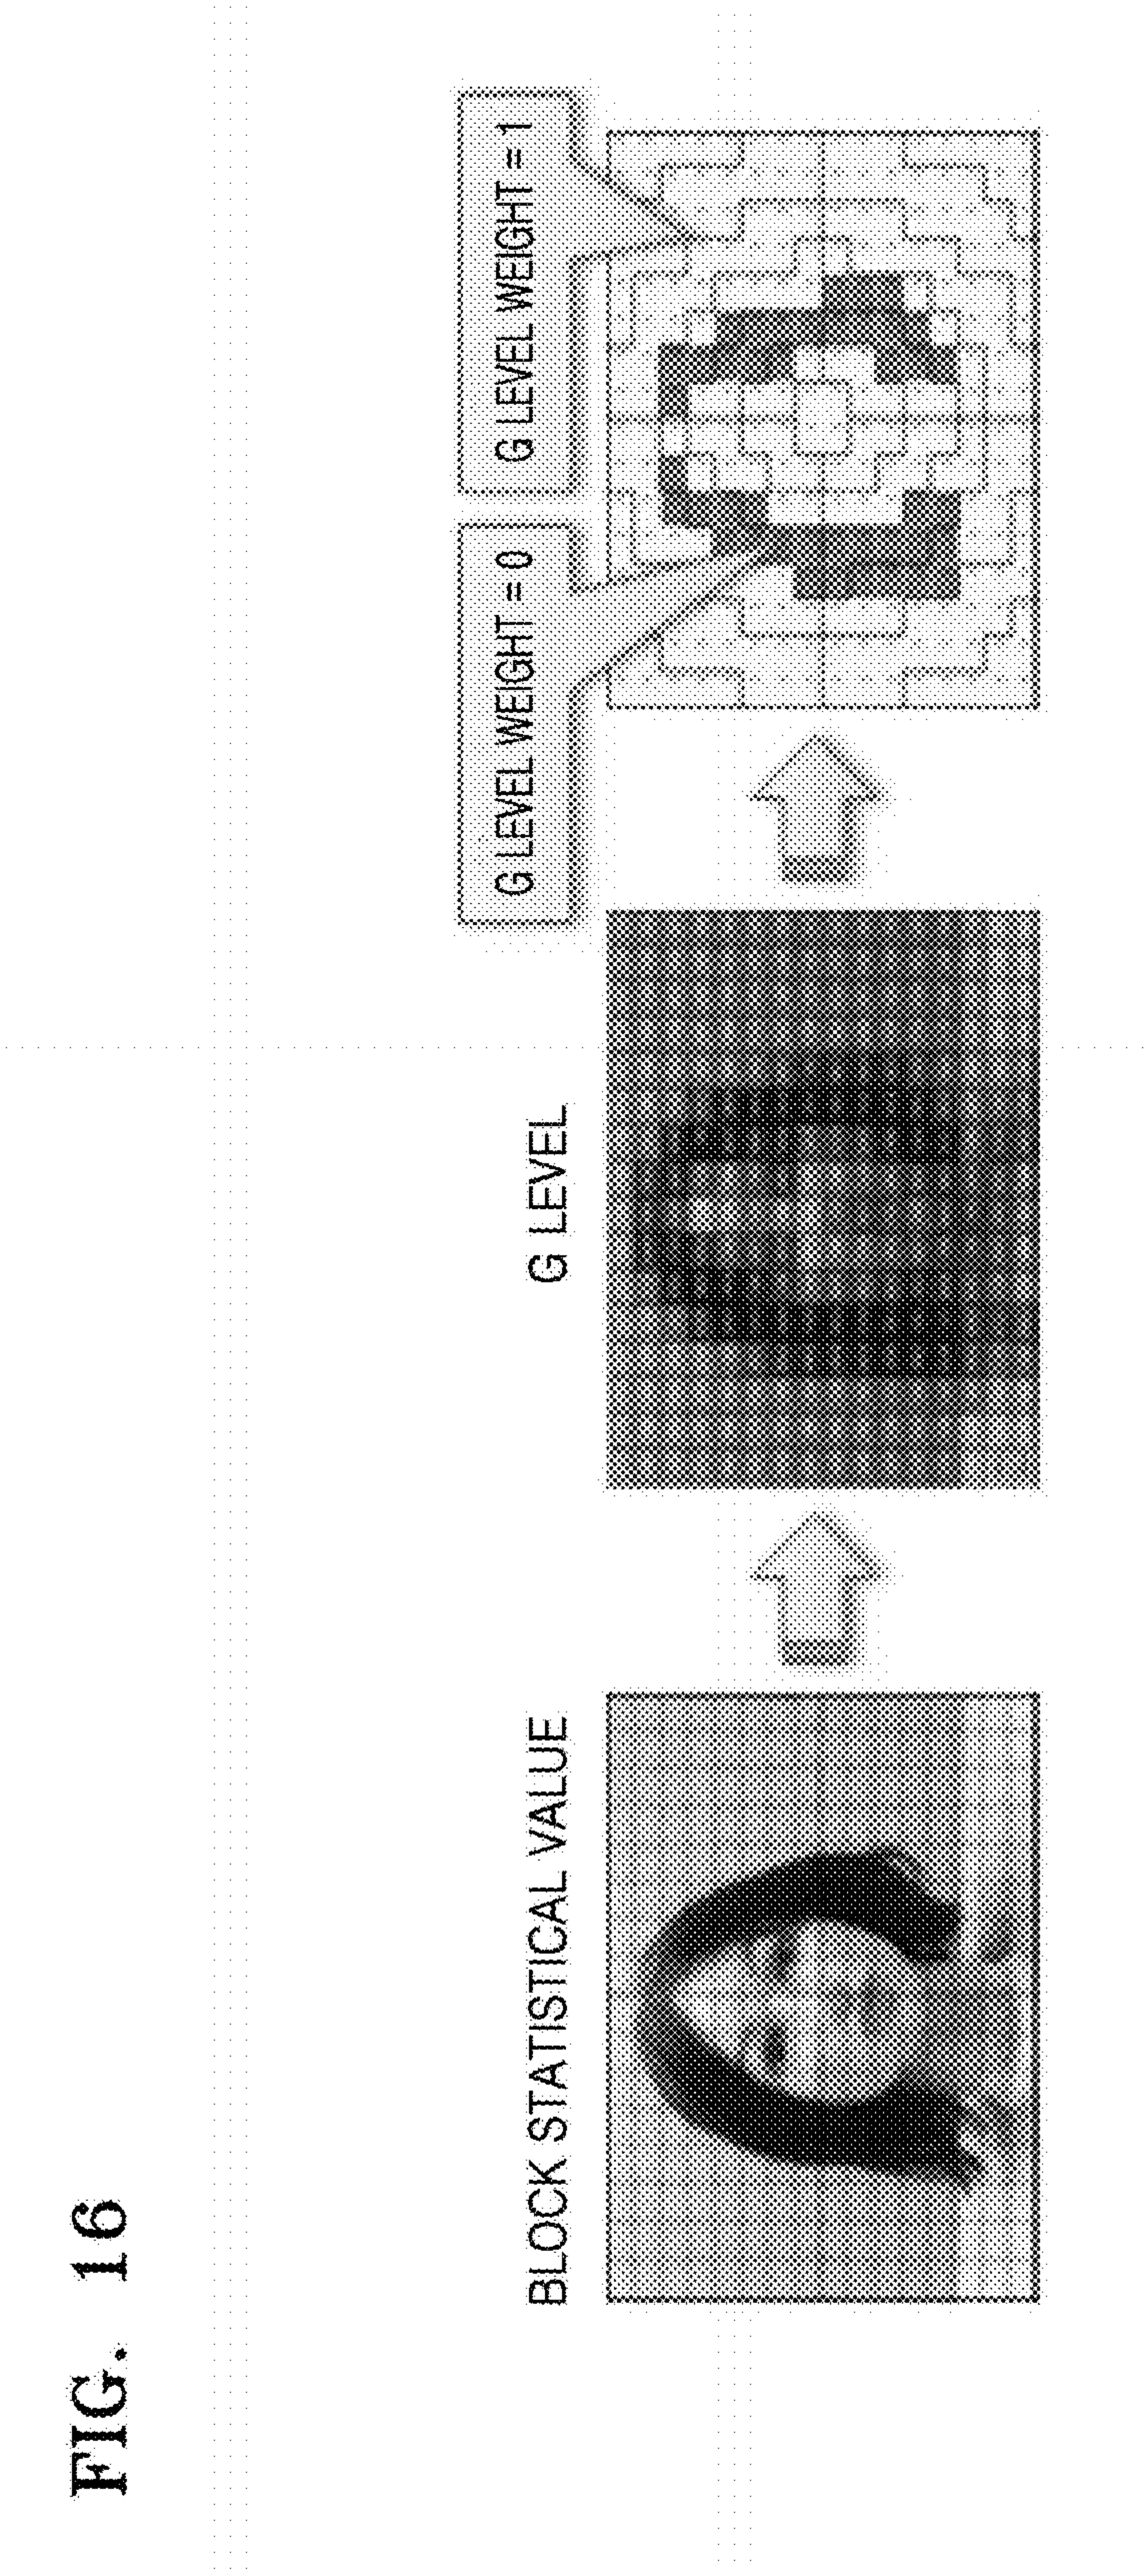 FIG. 16
BLOCK STATISTICAL VALUE
G LEVEL
G LEVEL WEIGHT = 0
G LEVEL WEIGHT = 1